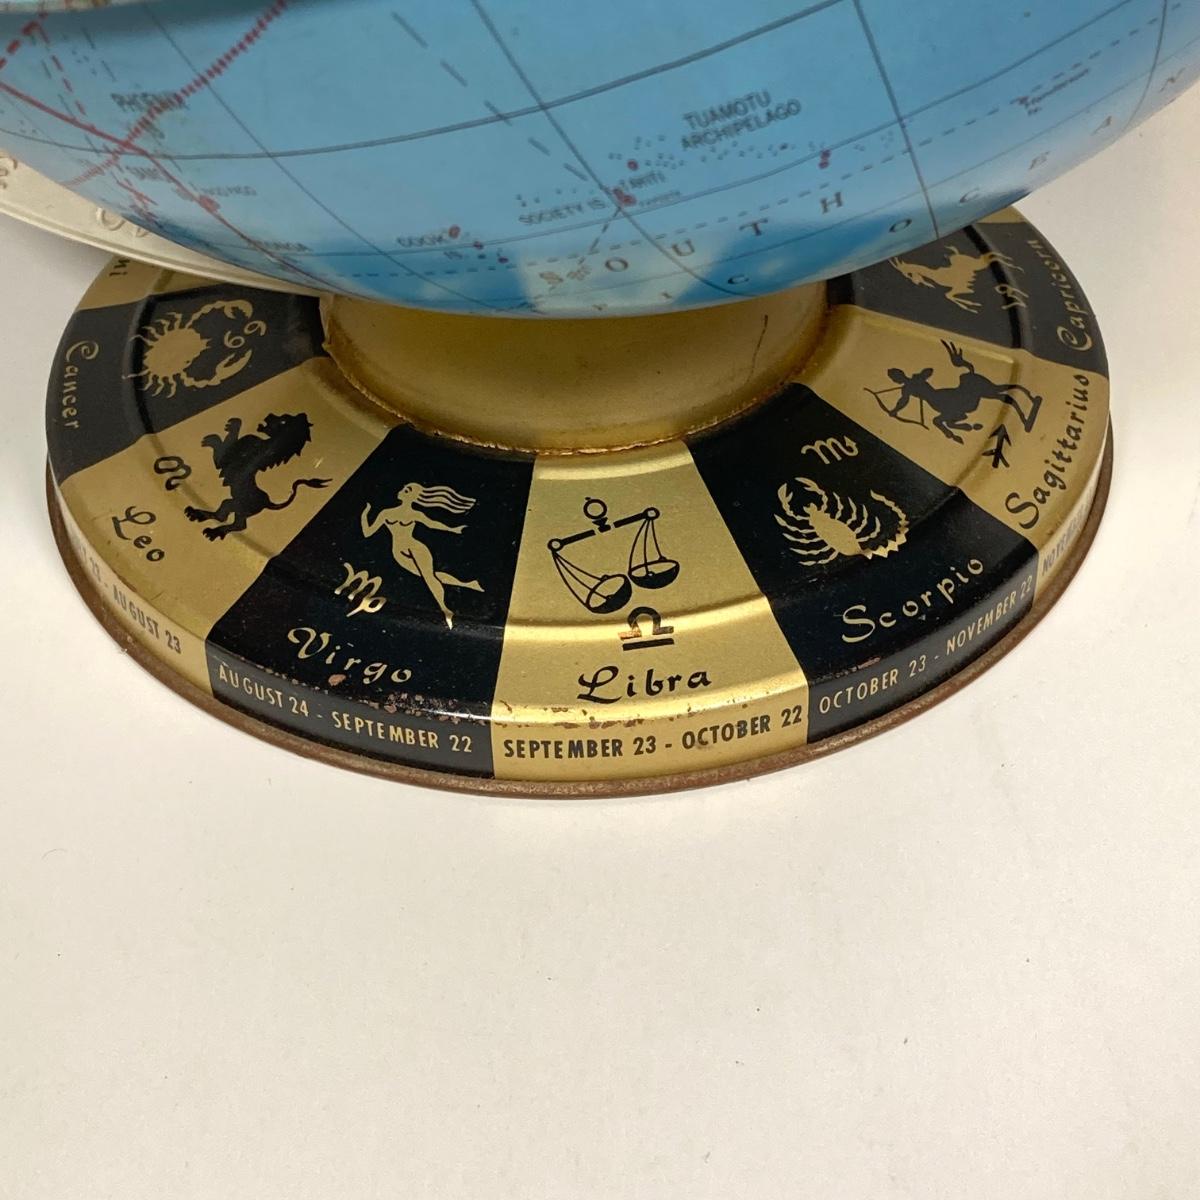 TUAMOTU
ARCHIPELAGO
SOCIETY IS
TAHITI
COOK
IS.
SOUTH
Cancer
Leo
AUGUST 23
Virgo
AUGUST 24 - SEPTEMBER 22
Libra
SEPTEMBER 23 - OCTOBER 22
Scorpio
OCTOBER 23 - NOVEMBER 22
Sagittarius
Capricorn